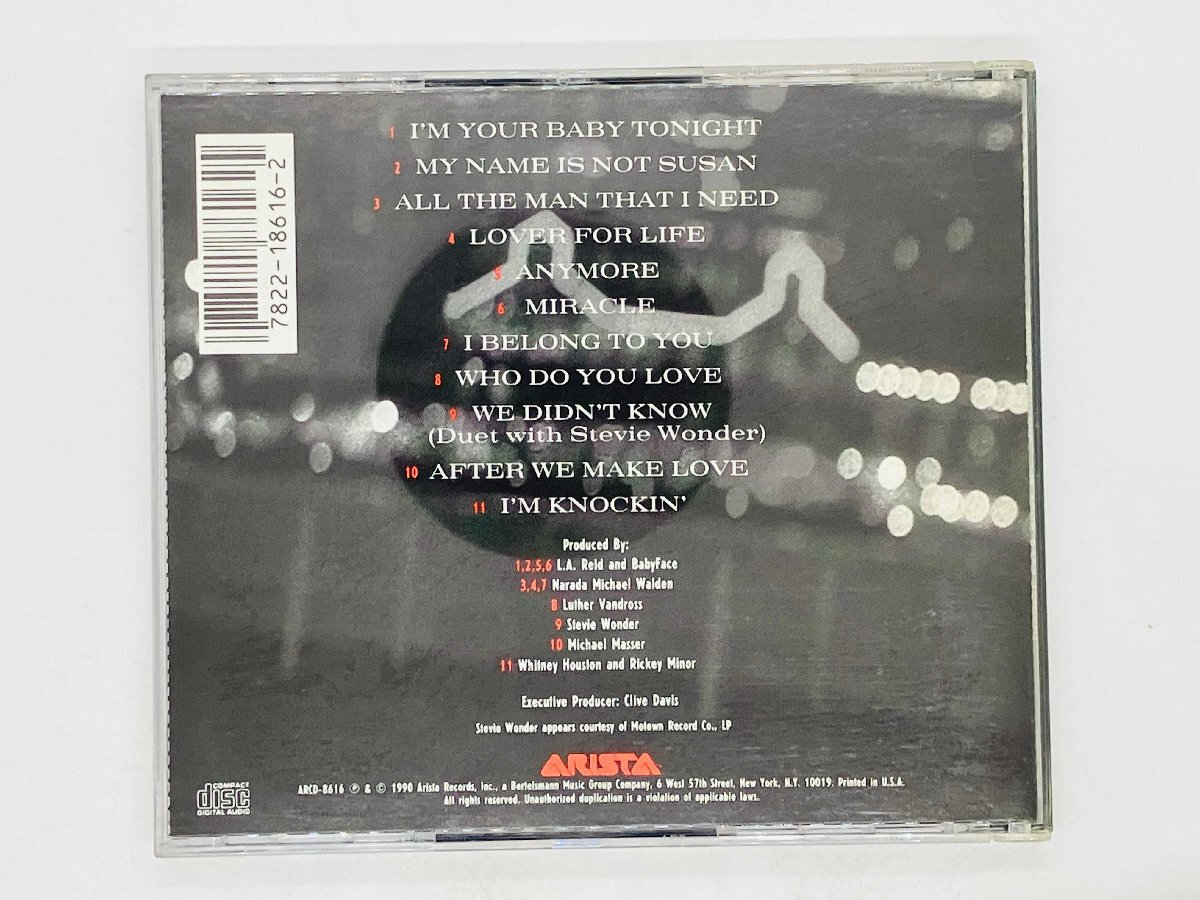 1 I'M YOUR BABY TONIGHT
2 MY NAME IS NOT SUSAN
3 ALL THE MAN THAT I NEED
4 LOVER FOR LIFE
5 ANYMORE
6 MIRACLE
7 I BELONG TO YOU
8 WHO DO YOU LOVE
9 WE DIDN'T KNOW
(Duet with Stevie Wonder)
10 AFTER WE MAKE LOVE
11 I'M KNOCKIN'
7822-18616-2
Produced By:
1,2,5,6 L.A. Reid and BabyFace
3,4,7 Narada Michael Walden
8 Luther Vandross
9 Stevie Wonder
10 Michael Masser
11 Whitney Houston and Rickey Minor
Executive Producer: Clive Davis
Stevie Wonder appears courtesy of Motown Record Co., LP
ARISTA
COMPACT
disc
DIGITAL AUDIO
ARCD-8616 ℗ & © 1990 Arista Records, Inc., a Bertelsmann Music Group Company, 6 West 57th Street, New York, N.Y. 10019. Printed in U.S.A.
All rights reserved. Unauthorized duplication is a violation of applicable laws.